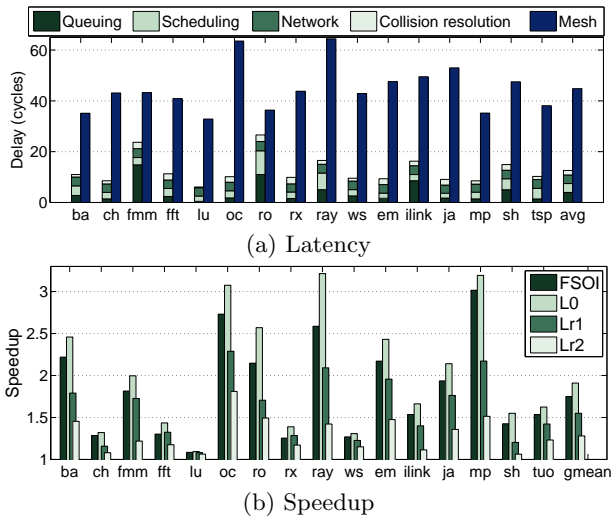 Queuing Scheduling Network Collision resolution Mesh
Delay (cycles)
60
40
20
0
ba ch fmm fft lu oc ro rx ray ws em ilink ja mp sh tsp avg
(a) Latency
FSOI
L0
Lr1
Lr2
Speedup
3
2.5
2
1.5
1
ba ch fmm fft lu oc ro rx ray ws em ilink ja mp sh tuo gmean
(b) Speedup